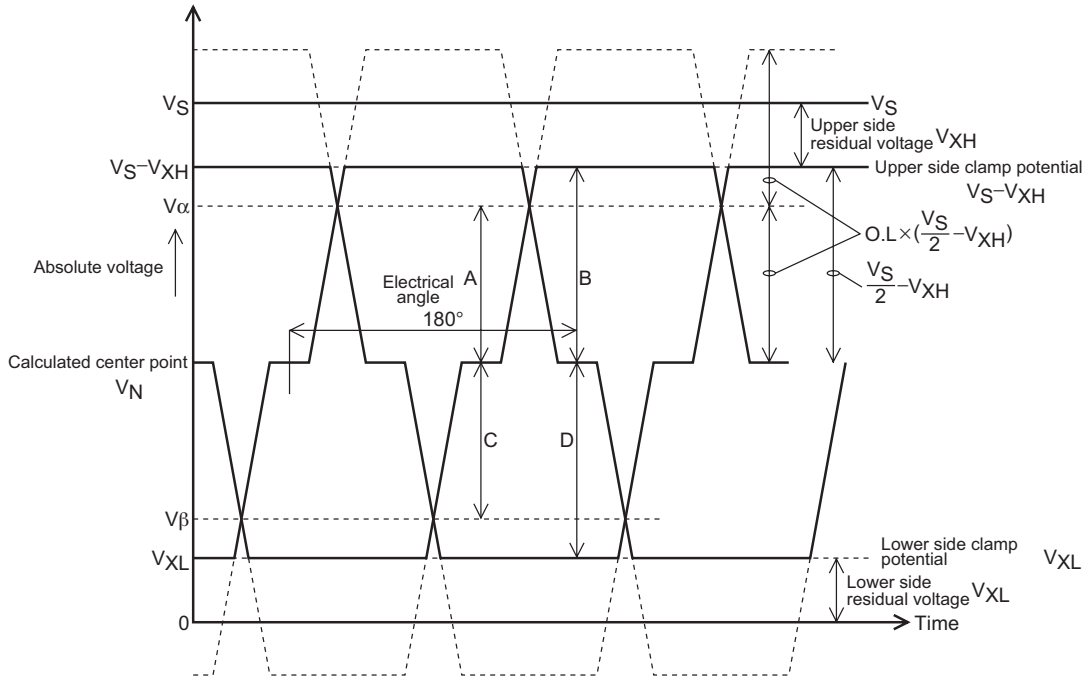 VS
VS
Upper side
residual voltage VXH
VS–VXH
Upper side clamp potential
VS–VXH
Vα
O.L×(VS/2–VXH)
Absolute voltage
A
B
Electrical
angle
180°
VS/2–VXH
Calculated center point
VN
C
D
Vβ
VXL
Lower side clamp
potential
VXL
Lower side
residual voltage VXL
0
Time